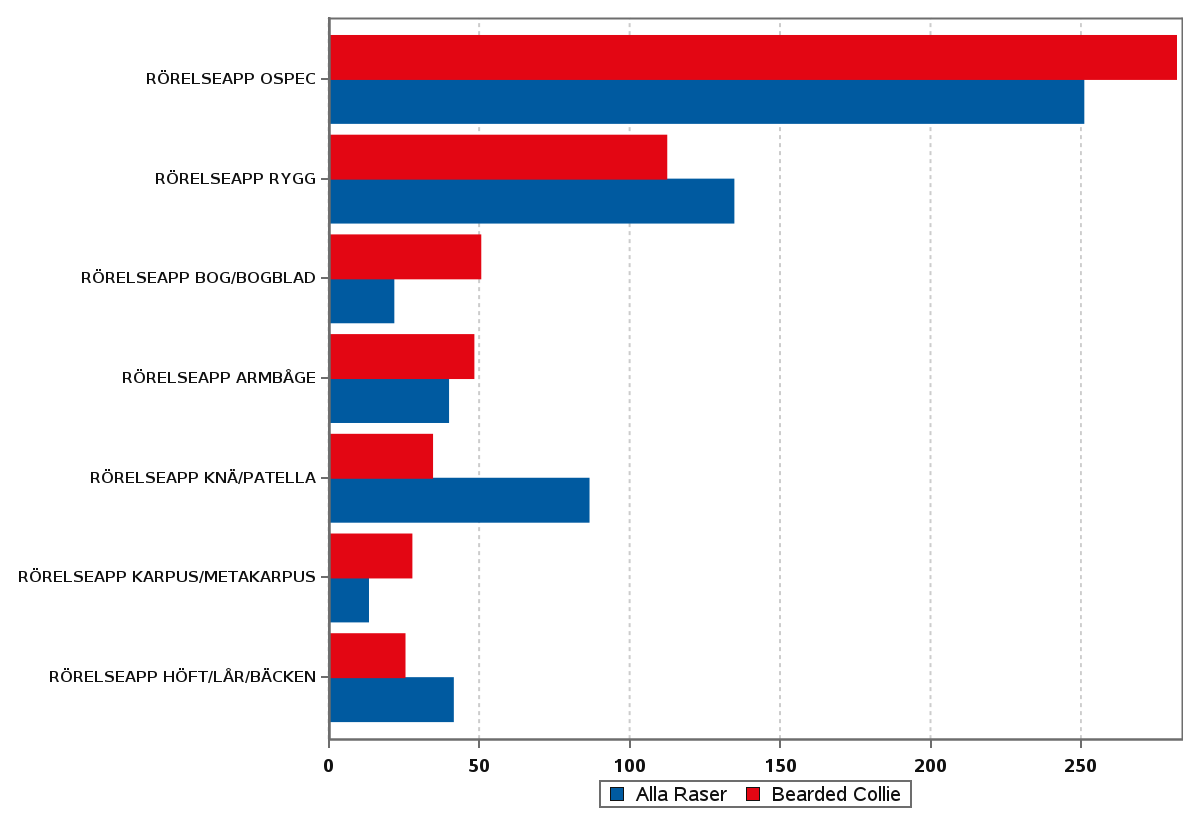 RÖRELSEAPP OSPEC
RÖRELSEAPP RYGG
RÖRELSEAPP BOG/BOGBLAD
RÖRELSEAPP ARMBÅGE
RÖRELSEAPP KNÄ/PATELLA
RÖRELSEAPP KARPUS/METAKARPUS
RÖRELSEAPP HÖFT/LÅR/BÄCKEN
0 50 100 150 200 250
Alla Raser Bearded Collie